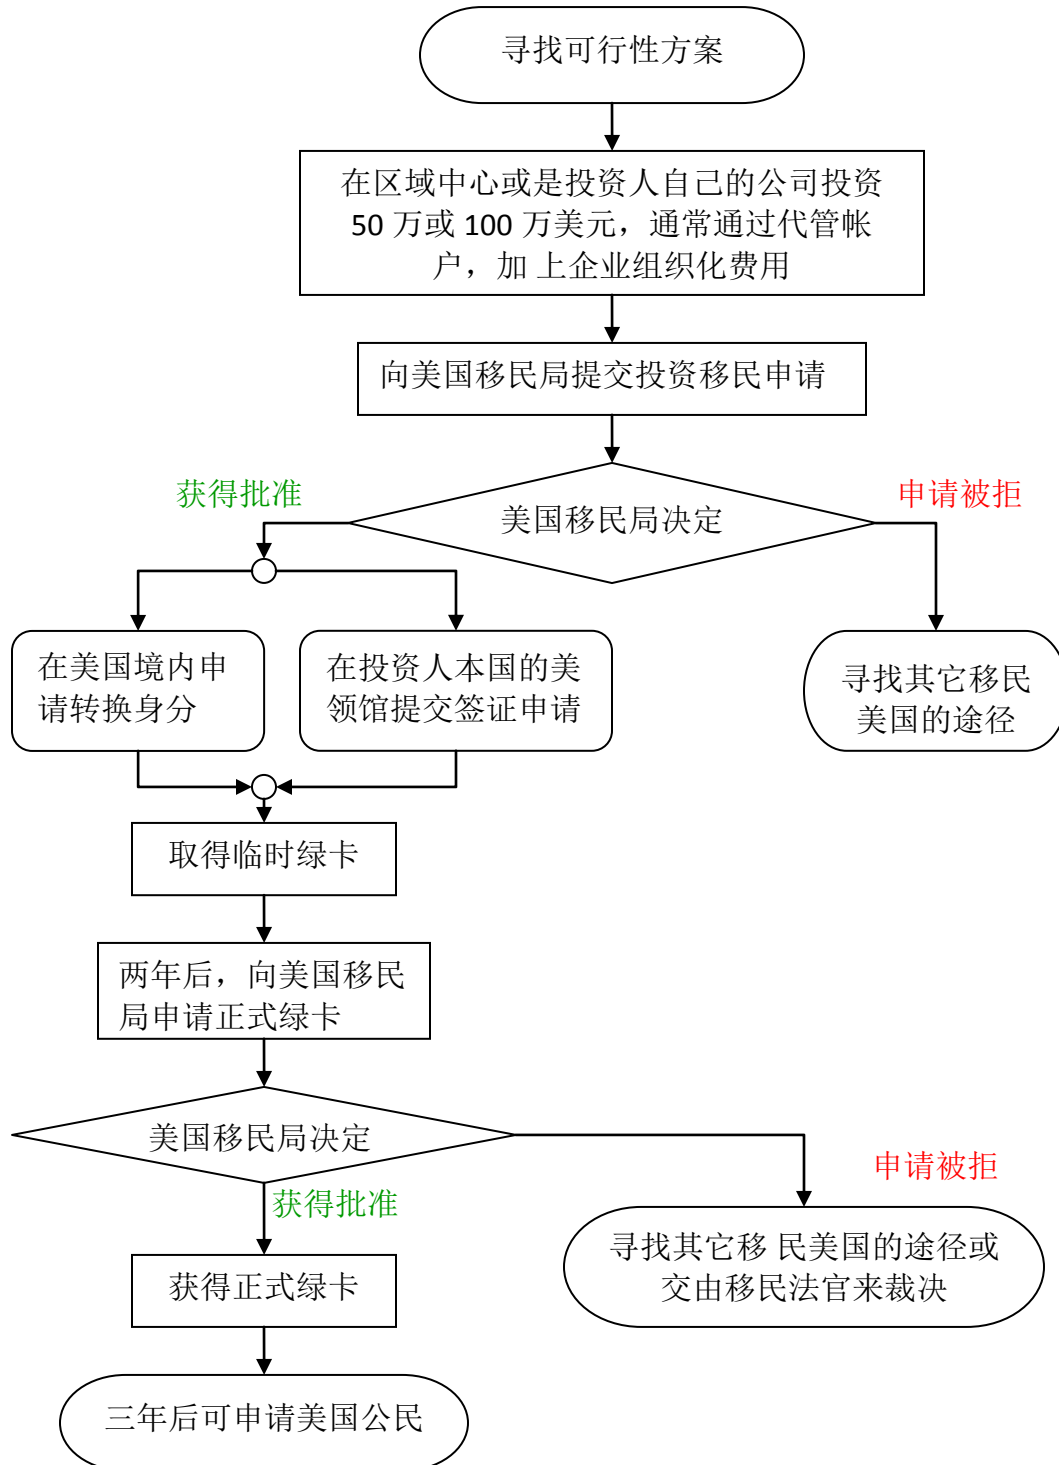 寻找可行性方案
在区域中心或是投资人自己的公司投资
50 万或 100 万美元，通常通过代管帐
户，加 上企业组织化费用
向美国移民局提交投资移民申请
获得批准
申请被拒
美国移民局决定
在美国境内申
请转换身分
在投资人本国的美
领馆提交签证申请
寻找其它移民
美国的途径
取得临时绿卡
两年后，向美国移民
局申请正式绿卡
美国移民局决定
申请被拒
获得批准
寻找其它移 民美国的途径或
交由移民法官来裁决
获得正式绿卡
三年后可申请美国公民